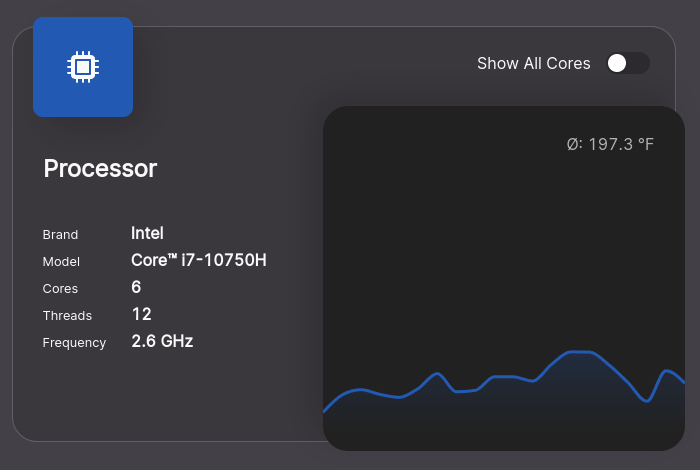 Show All Cores
Ø: 197.3 °F
Processor
Brand Intel
Model Core™ i7-10750H
Cores 6
Threads 12
Frequency 2.6 GHz